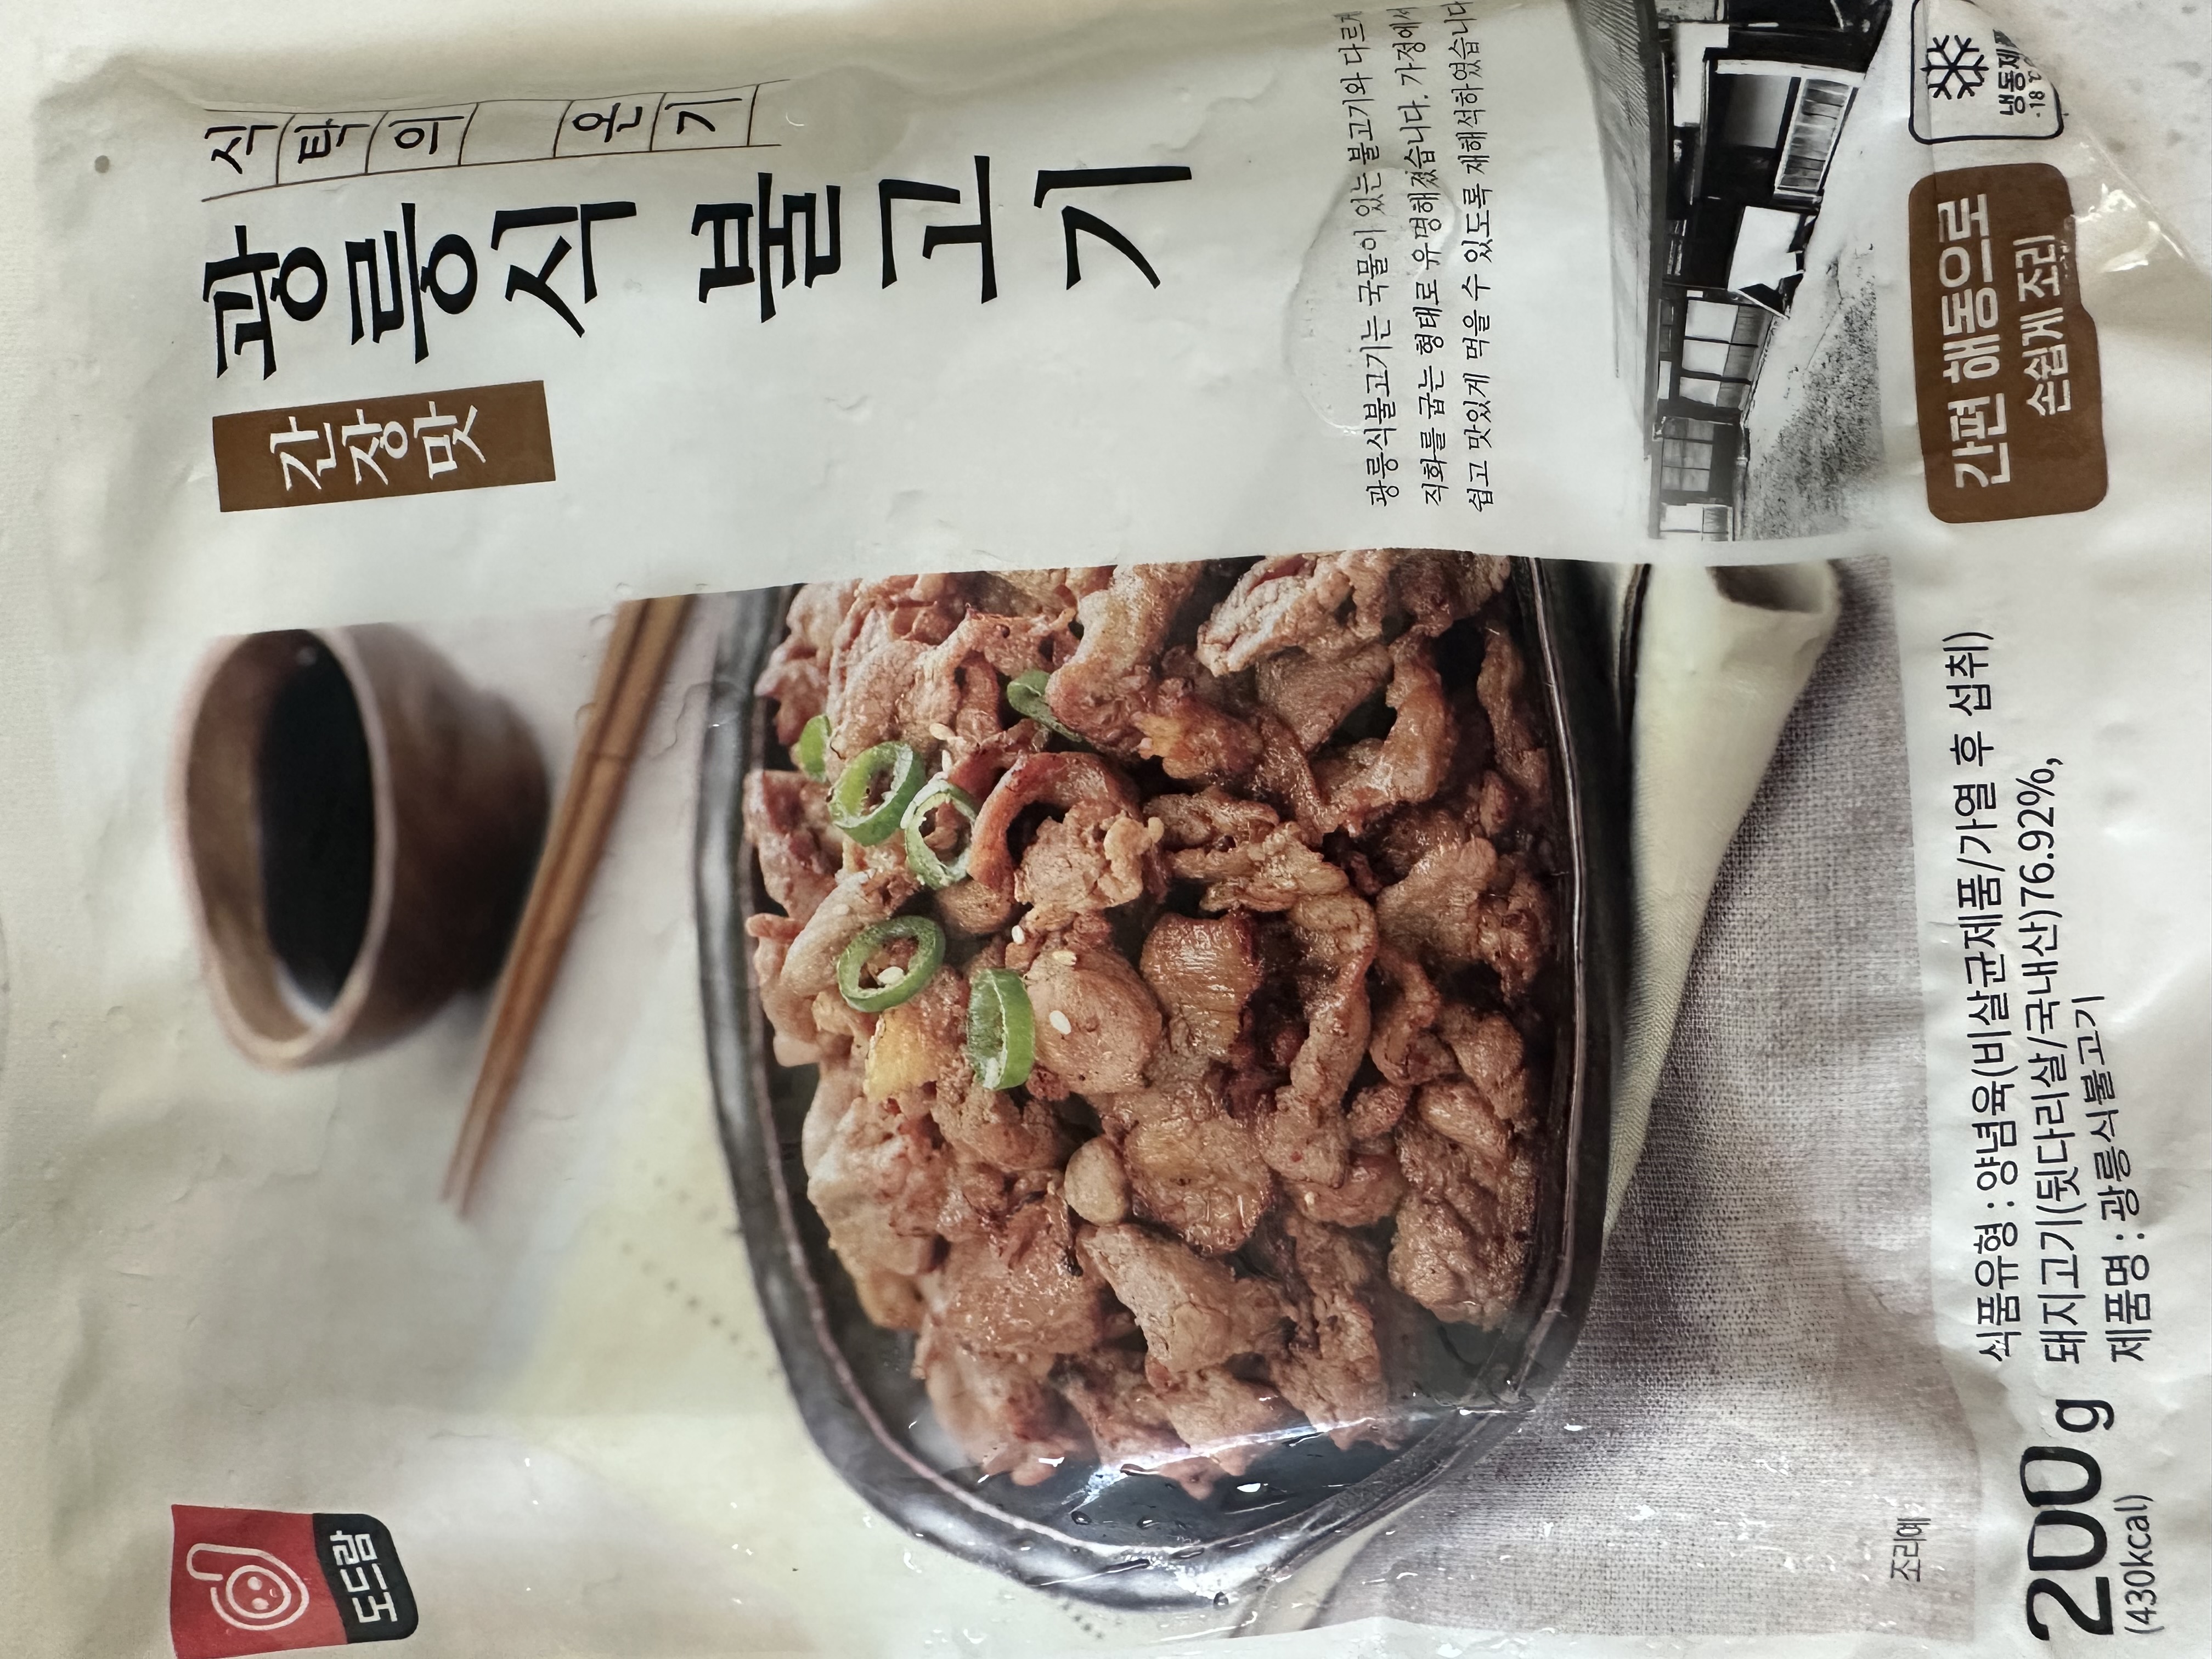 도드람
간장맛
광릉식 불고기
식탁의 온기
광릉식불고기는 국물이 있는 불고기와 다르게
직화를 굽는 형태로 유명해졌습니다. 가정에서
쉽고 맛있게 먹을 수 있도록 재해석하였습니다
조리예
200g
(430kcal)
식품유형 : 양념육(비살균제품/가열 후 섭취)
돼지고기(뒷다리살/국내산)76.92%,
제품명 : 광릉식불고기
간편 해동으로
손쉽게 조리
냉동제
-18℃